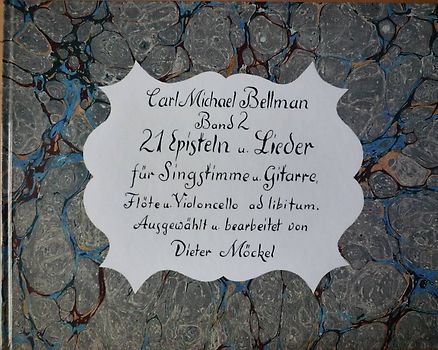 Carl Michael Bellman
Band 2
21 Episteln u. Lieder
für Singstimme u. Gitarre,
Flöte u. Violoncello ad libitum.
Ausgewählt u. bearbeitet von
Dieter Möckel